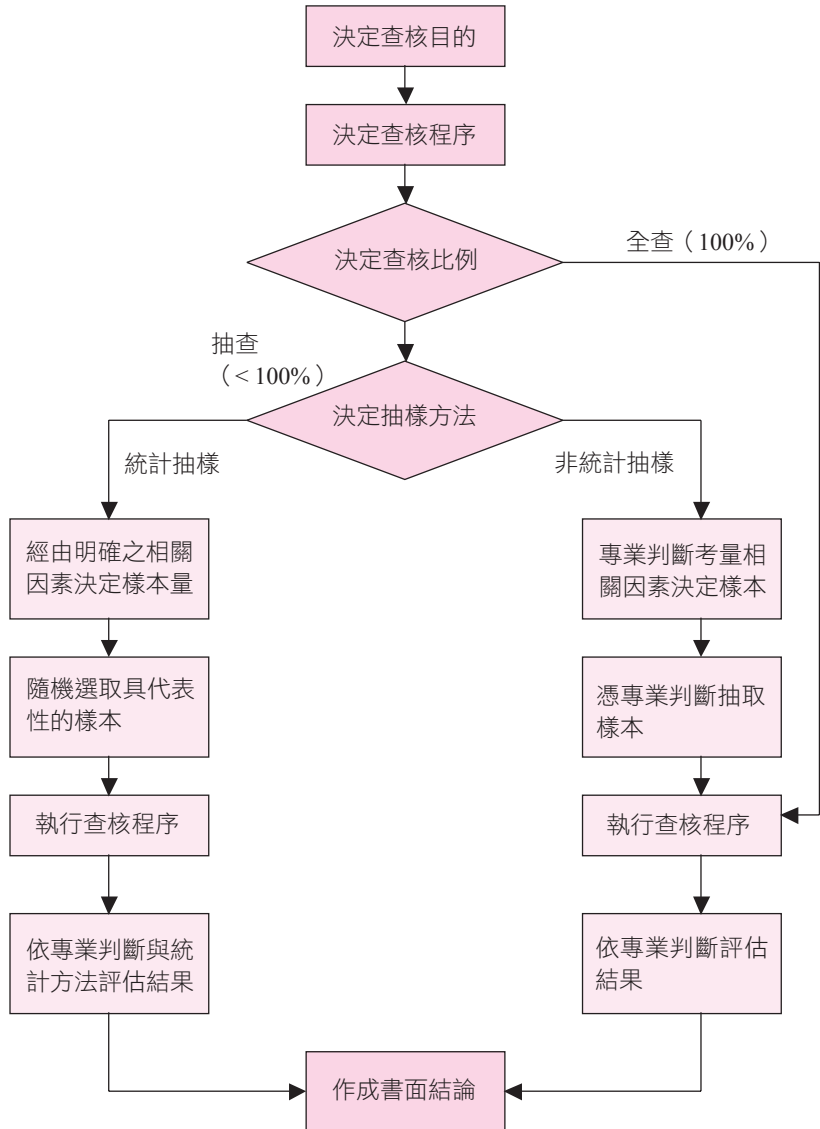 決定查核目的
決定查核程序
決定查核比例
全查（100%）
抽查
（< 100%）
決定抽樣方法
統計抽樣
非統計抽樣
經由明確之相關
因素決定樣本量
專業判斷考量相
關因素決定樣本
隨機選取具代表
性的樣本
憑專業判斷抽取
樣本
執行查核程序
執行查核程序
依專業判斷與統
計方法評估結果
依專業判斷評估
結果
作成書面結論